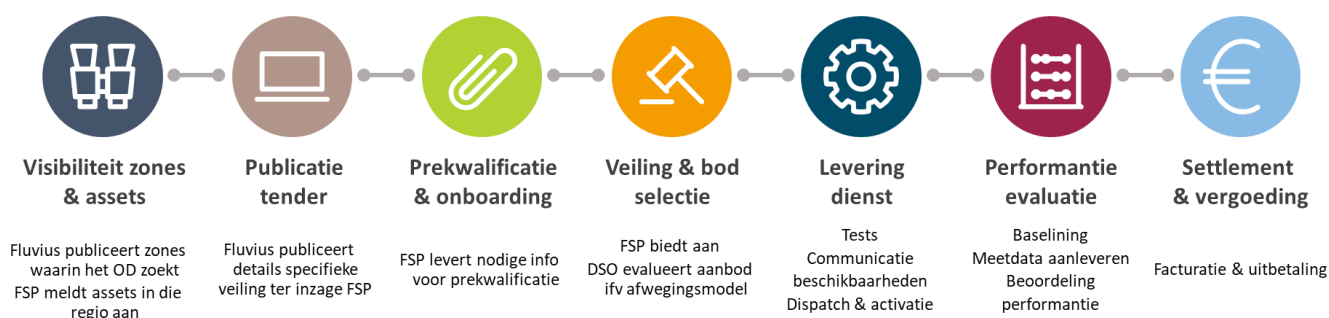 Visibiliteit zones
& assets
Fluvius publiceert zones
waarin het OD zoekt
FSP meldt assets in die
regio aan
Publicatie
tender
Fluvius publiceert
details specifieke
veiling ter inzage FSP
Prekwalificatie
& onboarding
FSP levert nodige info
voor prekwalificatie
Veiling & bod
selectie
FSP biedt aan
DSO evalueert aanbod
ifv afwegingsmodel
Levering
dienst
Tests
Communicatie
beschikbaarheden
Dispatch & activatie
Performantie
evaluatie
Baselining
Meetdata aanleveren
Beoordeling
performantie
Settlement
& vergoeding
Facturatie & uitbetaling